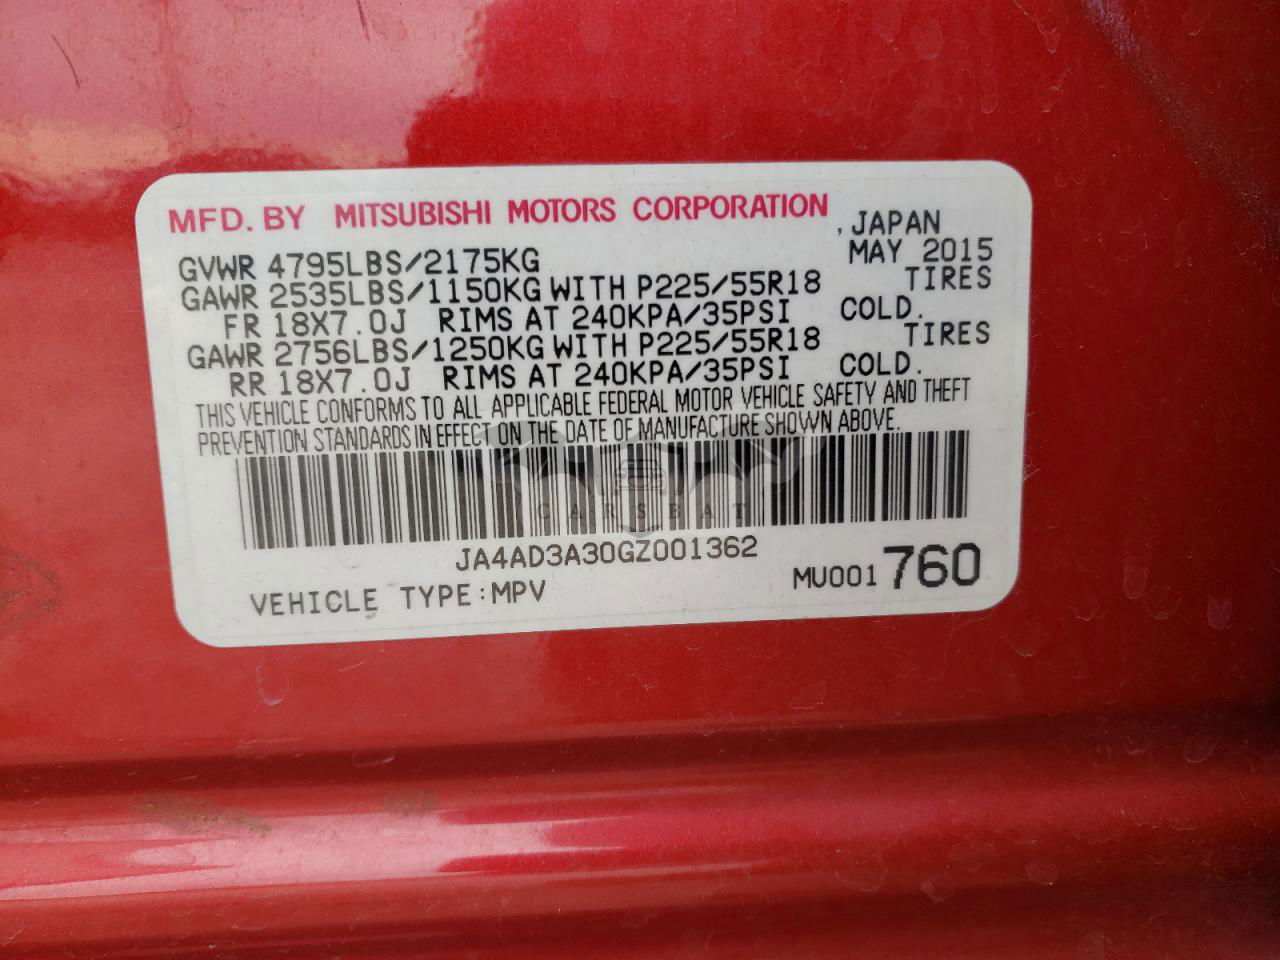 MFD. BY MITSUBISHI MOTORS CORPORATION , JAPAN
GVWR 4795LBS/2175KG MAY 2015
GAWR 2535LBS/1150KG WITH P225/55R18 TIRES
FR 18X7.0J RIMS AT 240KPA/35PSI COLD.
GAWR 2756LBS/1250KG WITH P225/55R18 TIRES
RR 18X7.0J RIMS AT 240KPA/35PSI COLD.
THIS VEHICLE CONFORMS TO ALL APPLICABLE FEDERAL MOTOR VEHICLE SAFETY AND THEFT
PREVENTION STANDARDS IN EFFECT ON THE DATE OF MANUFACTURE SHOWN ABOVE.
CARSBAT
JA4AD3A30GZ001362
VEHICLE TYPE:MPV MU001760